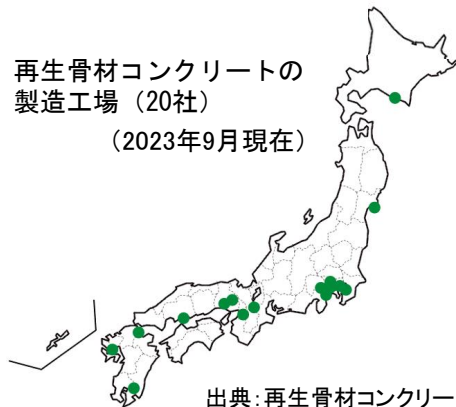 再生骨材コンクリートの
製造工場（20社）
（2023年9月現在）
出典：再生骨材コンクリー